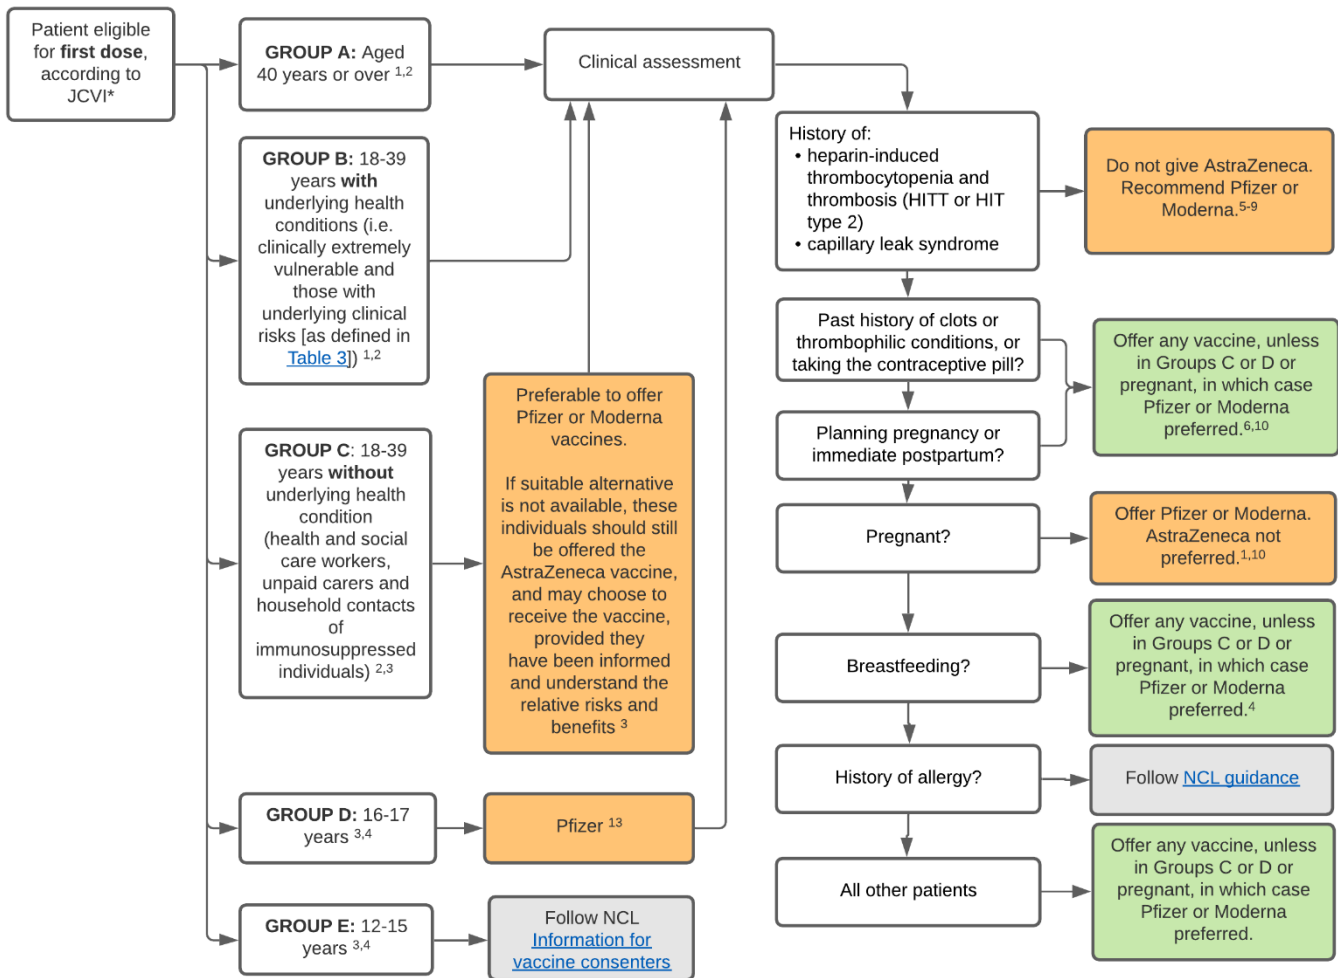 Patient eligible
for first dose,
according to
JCVI*
GROUP A: Aged
40 years or over 1,2
Clinical assessment
GROUP B: 18-39
years with
underlying health
conditions (i.e.
clinically extremely
vulnerable and
those with
underlying clinical
risks [as defined in
Table 3]) 1,2
GROUP C: 18-39
years without
underlying health
condition
(health and social
care workers,
unpaid carers and
household contacts
of
immunosuppressed
individuals) 2,3
Preferable to offer
Pfizer or Moderna
vaccines.
If suitable alternative
is not available, these
individuals should still
be offered the
AstraZeneca vaccine,
and may choose to
receive the vaccine,
provided they
have been informed
and understand the
relative risks and
benefits 3
GROUP D: 16-17
years 3,4
Pfizer 13
GROUP E: 12-15
years 3,4
Follow NCL
Information for
vaccine consenters
History of:
• heparin-induced
thrombocytopenia and
thrombosis (HITT or HIT
type 2)
• capillary leak syndrome
Do not give AstraZeneca.
Recommend Pfizer or
Moderna.5-9
Past history of clots or
thrombophilic conditions, or
taking the contraceptive pill?
Planning pregnancy or
immediate postpartum?
Offer any vaccine, unless
in Groups C or D or
pregnant, in which case
Pfizer or Moderna
preferred.6,10
Pregnant?
Offer Pfizer or Moderna.
AstraZeneca not
preferred.1,10
Breastfeeding?
Offer any vaccine, unless
in Groups C or D or
pregnant, in which case
Pfizer or Moderna
preferred.4
History of allergy?
Follow NCL guidance
All other patients
Offer any vaccine, unless
in Groups C or D or
pregnant, in which case
Pfizer or Moderna
preferred.